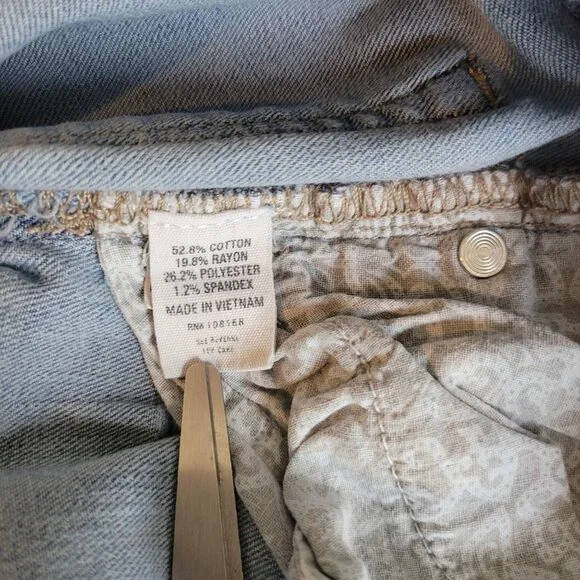 52.8% COTTON
19.8% RAYON
26.2% POLYESTER
1.2% SPANDEX
MADE IN VIETNAM
RN# 108568
SEE REVERSE
FOR CARE